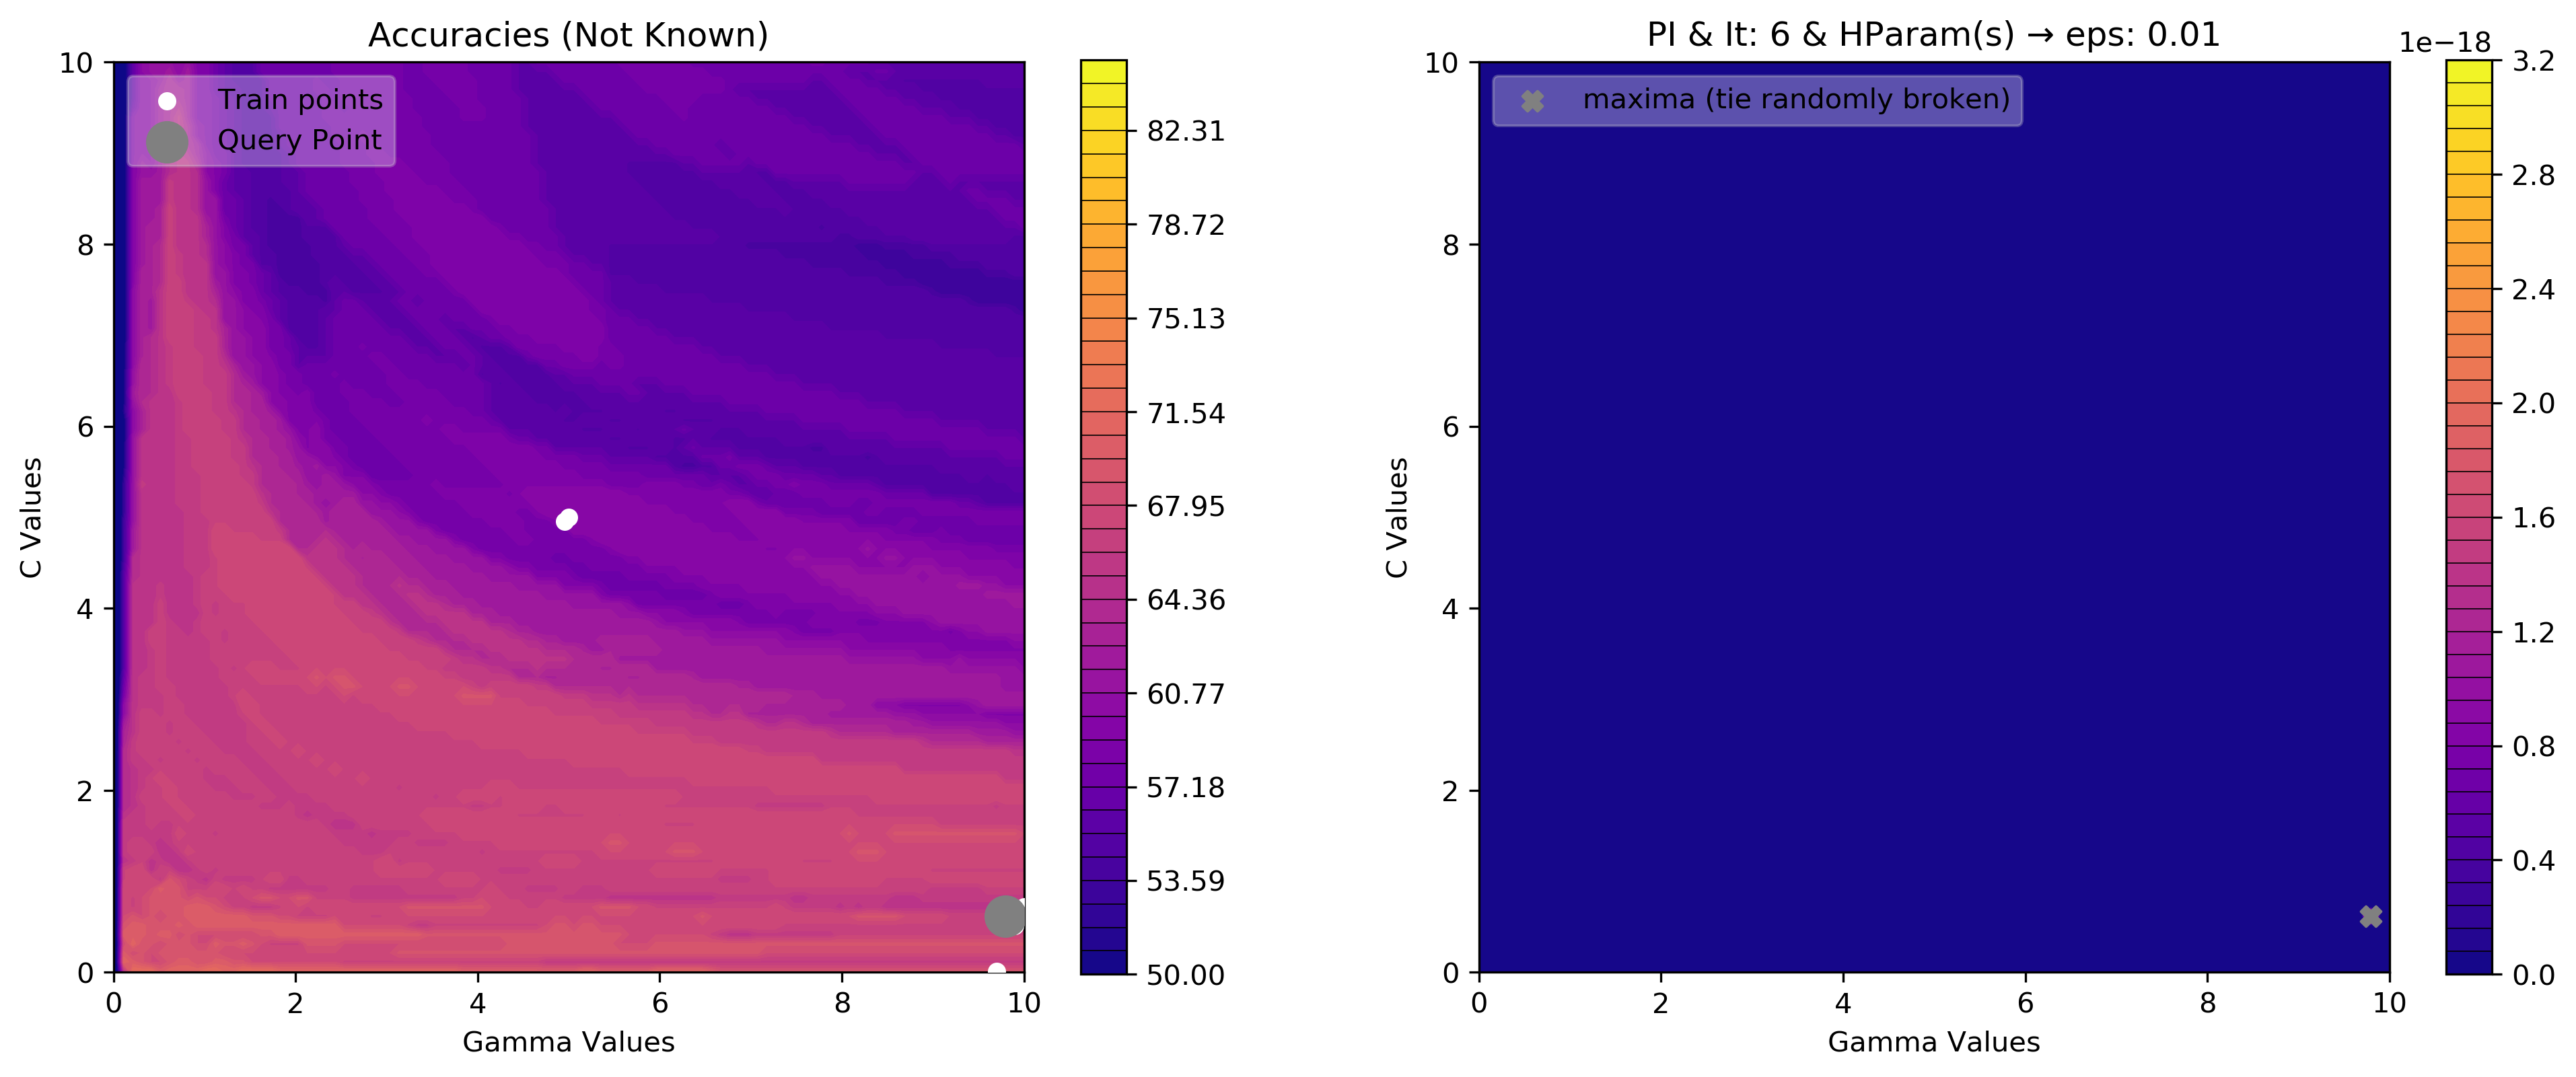 Accuracies (Not Known)
Train points
Query Point
10
8
6
4
2
0
C Values
0 2 4 6 8 10
Gamma Values
82.31
78.72
75.13
71.54
67.95
64.36
60.77
57.18
53.59
50.00
PI & It: 6 & HParam(s) → eps: 0.01
maxima (tie randomly broken)
10
8
6
4
2
0
C Values
0 2 4 6 8 10
Gamma Values
1e−18
3.2
2.8
2.4
2.0
1.6
1.2
0.8
0.4
0.0